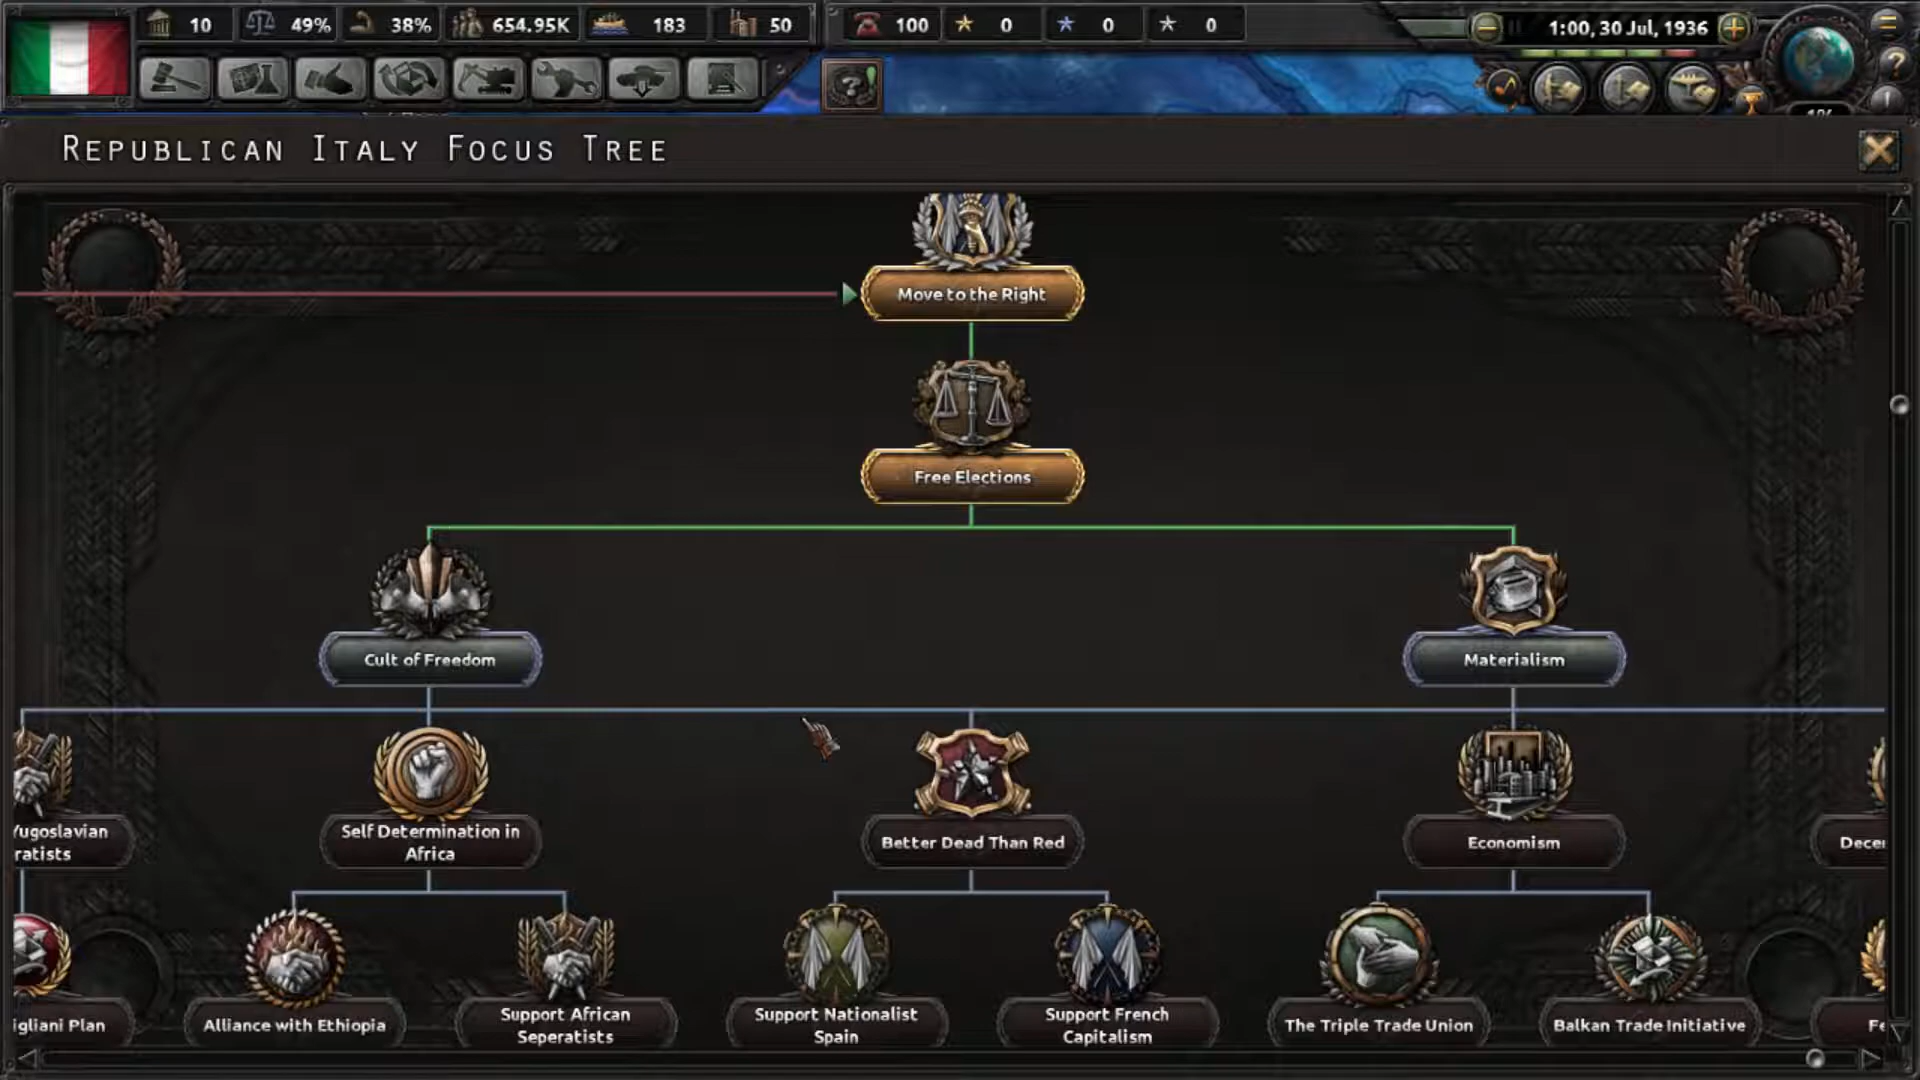 10 49% 38% 654.95K 183 50 100 0 0 0 1:00, 30 Jul, 1936
?
REPUBLICAN ITALY FOCUS TREE
Move to the Right
Free Elections
Cult of Freedom
Materialism
Yugoslavian
ratists
Self Determination in
Africa
Better Dead Than Red
Economism
Decen
igliani Plan
Alliance with Ethiopia
Support African
Seperatists
Support Nationalist
Spain
Support French
Capitalism
The Triple Trade Union
Balkan Trade Initiative
Fe